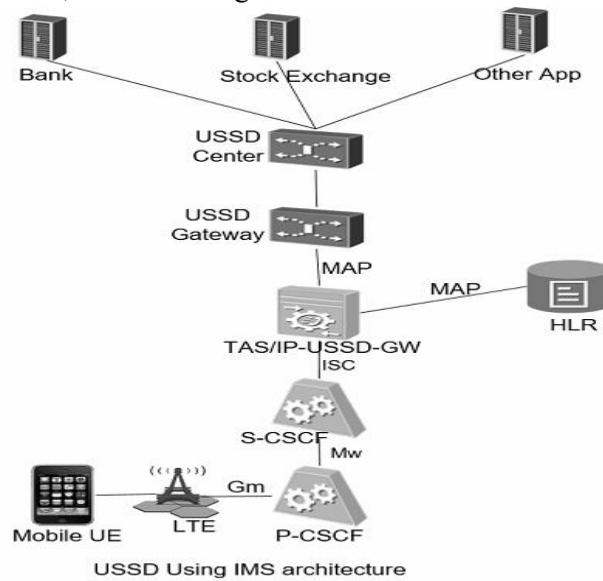 Bank
Stock Exchange
Other App
USSD
Center
USSD
Gateway
MAP
MAP
HLR
TAS/IP-USSD-GW
ISC
S-CSCF
Mw
Gm
LTE
Mobile UE
P-CSCF
USSD Using IMS architecture